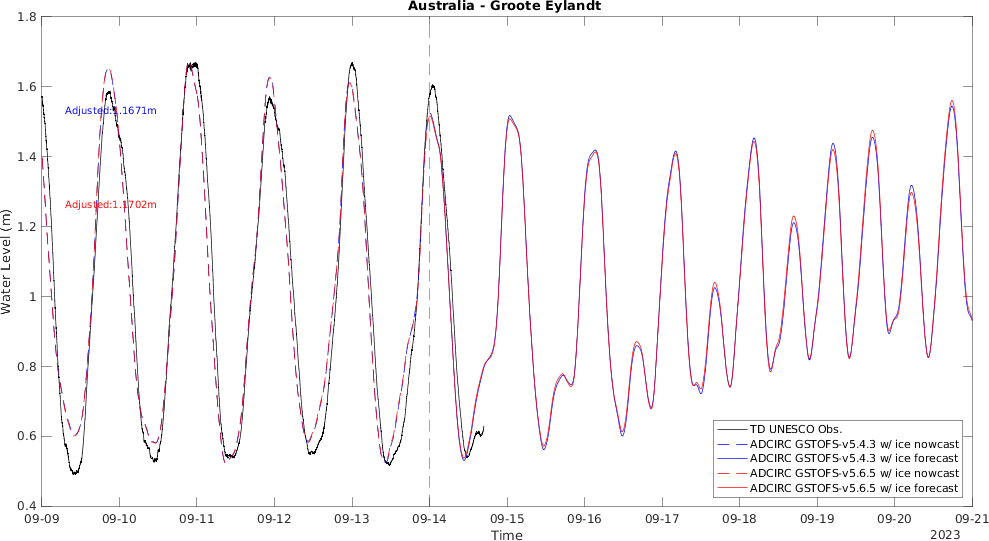 Australia - Groote Eylandt
Water Level (m)
1.8
1.6
1.4
1.2
1
0.8
0.6
0.4
Adjusted:1.1671m
Adjusted:1.1702m
TD UNESCO Obs.
ADCIRC GSTOFS-v5.4.3 w/ ice nowcast
ADCIRC GSTOFS-v5.4.3 w/ ice forecast
ADCIRC GSTOFS-v5.6.5 w/ ice nowcast
ADCIRC GSTOFS-v5.6.5 w/ ice forecast
09-09 09-10 09-11 09-12 09-13 09-14 09-15 09-16 09-17 09-18 09-19 09-20 09-21
Time
2023